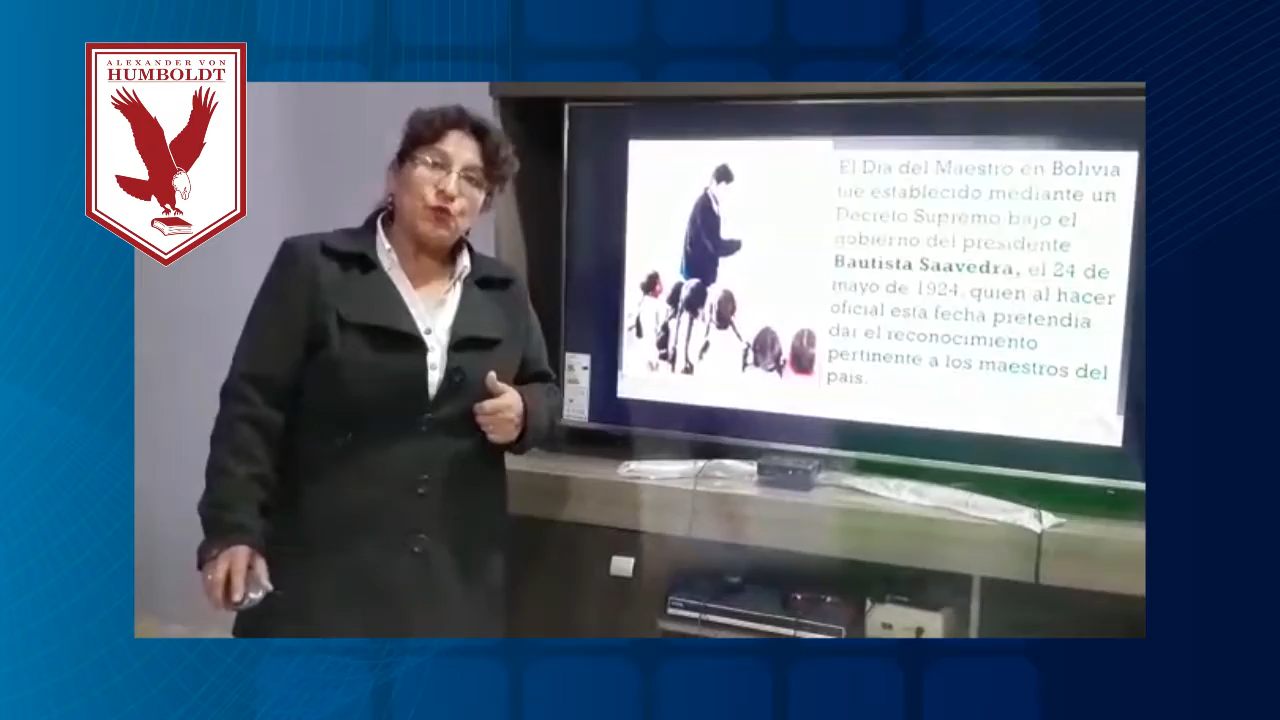 ALEXANDER VON
HUMBOLDT
El Día del Maestro en Bolivia
fue establecido mediante un
Decreto Supremo bajo el
gobierno del presidente
Bautista Saavedra, el 24 de
mayo de 1924, quien al hacer
oficial esta fecha pretendía
dar el reconocimiento
pertinente a los maestros del
país.